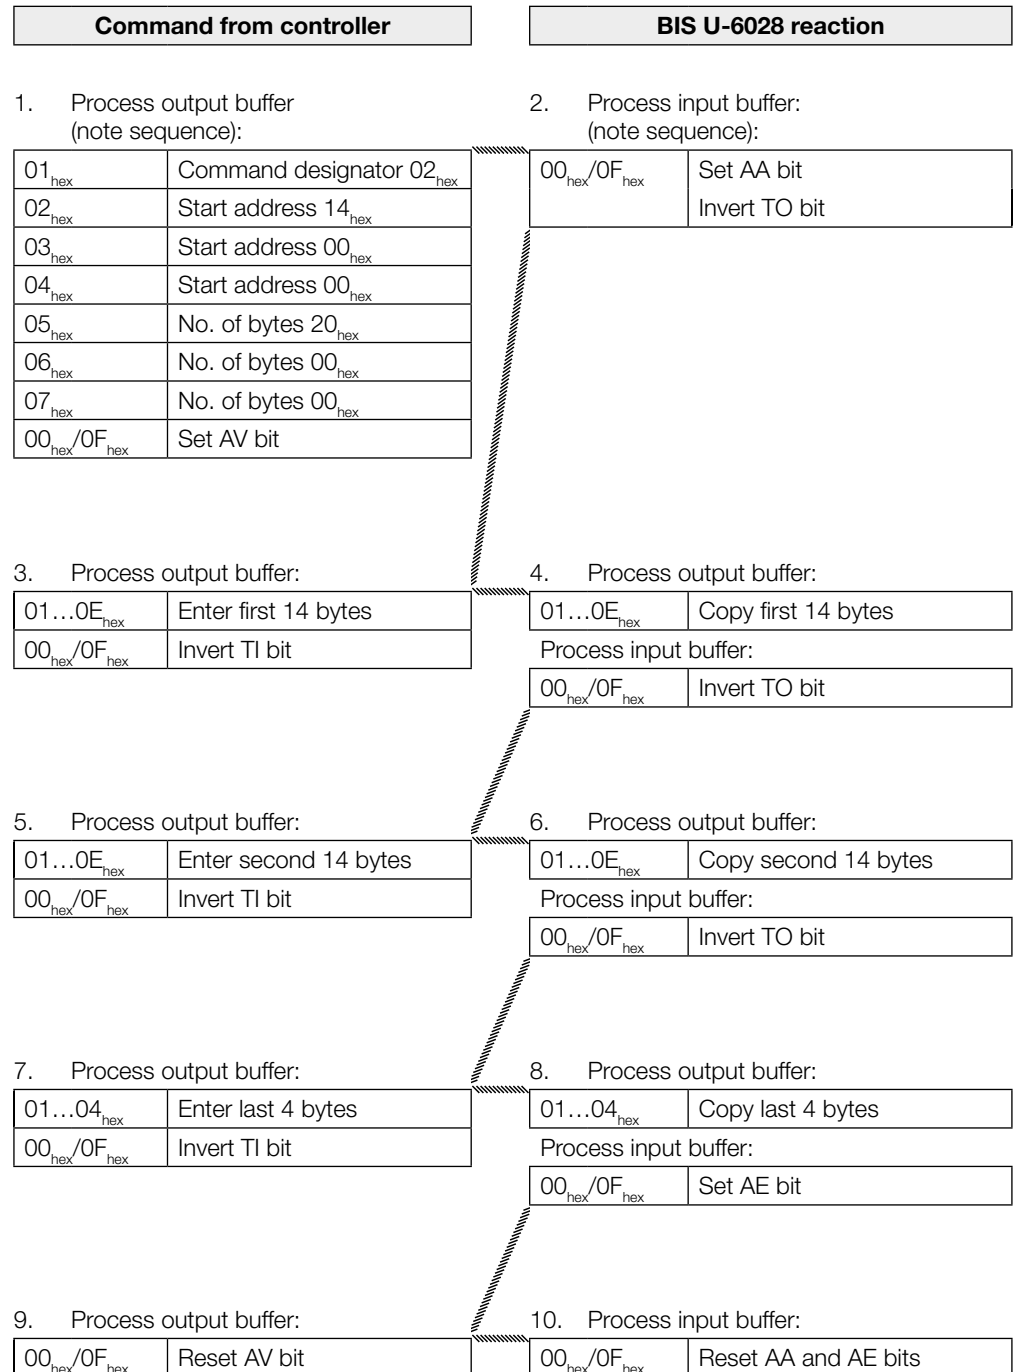 Command from controller
BIS U-6028 reaction
1. Process output buffer
(note sequence):
01hex Command designator 02hex
02hex Start address 14hex
03hex Start address 00hex
04hex Start address 00hex
05hex No. of bytes 20hex
06hex No. of bytes 00hex
07hex No. of bytes 00hex
00hex/0Fhex Set AV bit
2. Process input buffer:
(note sequence):
00hex/0Fhex Set AA bit
Invert TO bit
3. Process output buffer:
01…0Ehex Enter first 14 bytes
00hex/0Fhex Invert TI bit
4. Process output buffer:
01…0Ehex Copy first 14 bytes
Process input buffer:
00hex/0Fhex Invert TO bit
5. Process output buffer:
01…0Ehex Enter second 14 bytes
00hex/0Fhex Invert TI bit
6. Process output buffer:
01…0Ehex Copy second 14 bytes
Process input buffer:
00hex/0Fhex Invert TO bit
7. Process output buffer:
01…04hex Enter last 4 bytes
00hex/0Fhex Invert TI bit
8. Process output buffer:
01…04hex Copy last 4 bytes
Process input buffer:
00hex/0Fhex Set AE bit
9. Process output buffer:
00hex/0Fhex Reset AV bit
10. Process input buffer:
00hex/0Fhex Reset AA and AE bits